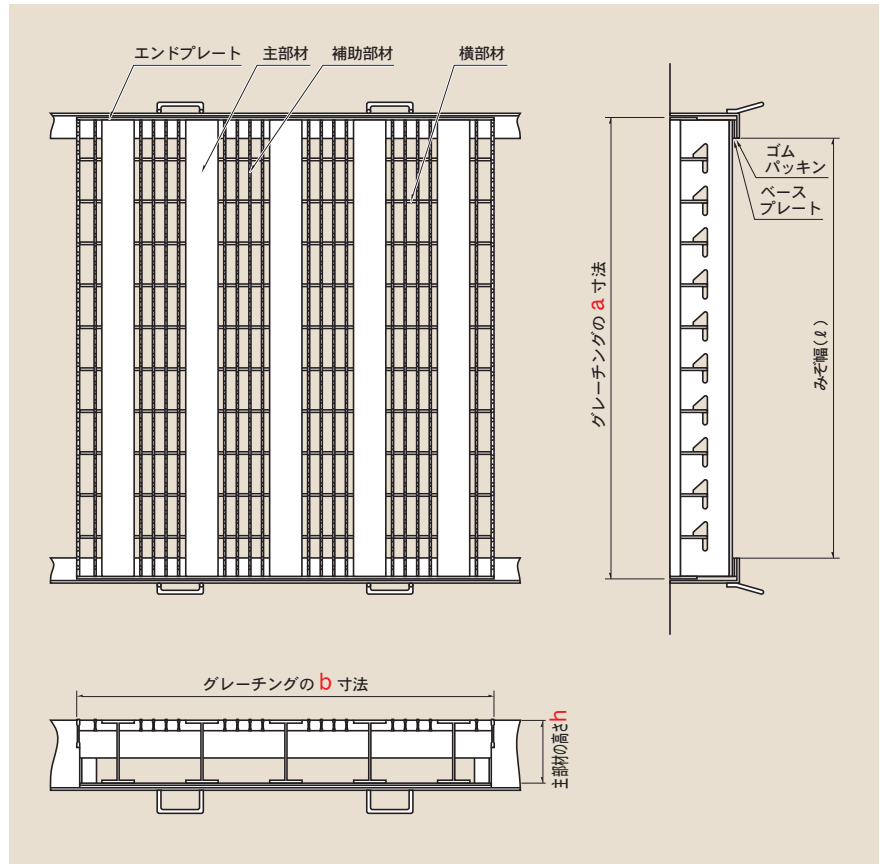 エンドプレート
主部材
補助部材
横部材
ゴム
パッキン
ベース
プレート
グレーチングのa寸法
みぞ幅(ℓ)
グレーチングのb寸法
主部材の高さh